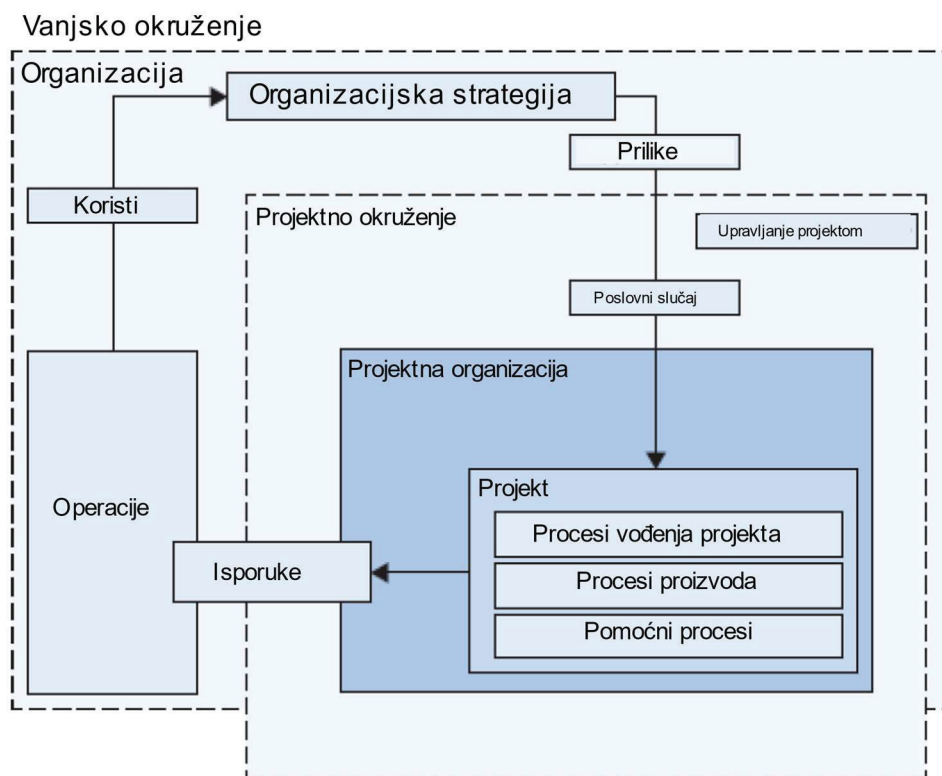 Vanjsko okruženje
Organizacija
Organizacijska strategija
Prilike
Koristi
Projektno okruženje
Upravljanje projektom
Poslovni slučaj
Projektna organizacija
Projekt
Operacije
Procesi vođenja projekta
Isporuke
Procesi proizvoda
Pomoćni procesi